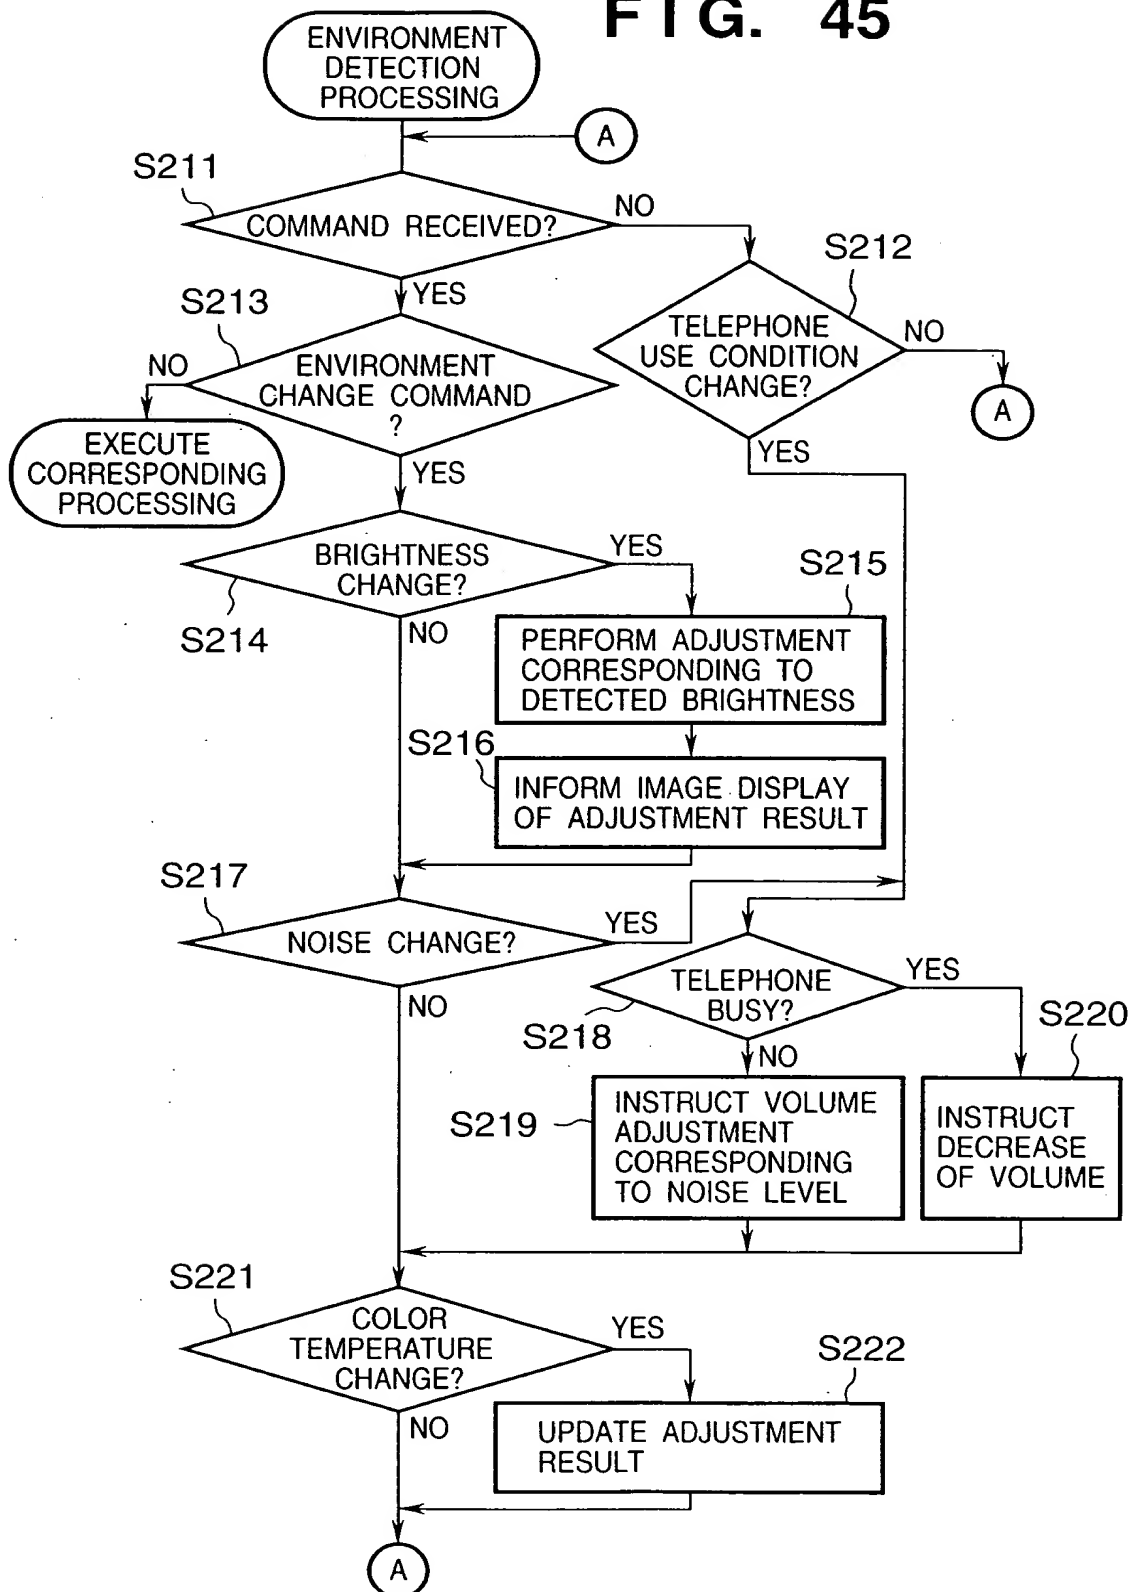 FIG. 45
ENVIRONMENT
DETECTION
PROCESSING
A
S211
COMMAND RECEIVED?
NO
S212
YES
S213
TELEPHONE
USE CONDITION
CHANGE?
NO
A
YES
ENVIRONMENT
CHANGE COMMAND
?
NO
EXECUTE
CORRESPONDING
PROCESSING
YES
BRIGHTNESS
CHANGE?
YES
S214
NO
S215
PERFORM ADJUSTMENT
CORRESPONDING TO
DETECTED BRIGHTNESS
S216
INFORM IMAGE DISPLAY
OF ADJUSTMENT RESULT
S217
NOISE CHANGE?
YES
NO
TELEPHONE
BUSY?
YES
S218
NO
S220
S219
INSTRUCT VOLUME
ADJUSTMENT
CORRESPONDING
TO NOISE LEVEL
INSTRUCT
DECREASE
OF VOLUME
S221
COLOR
TEMPERATURE
CHANGE?
YES
S222
NO
UPDATE ADJUSTMENT
RESULT
A